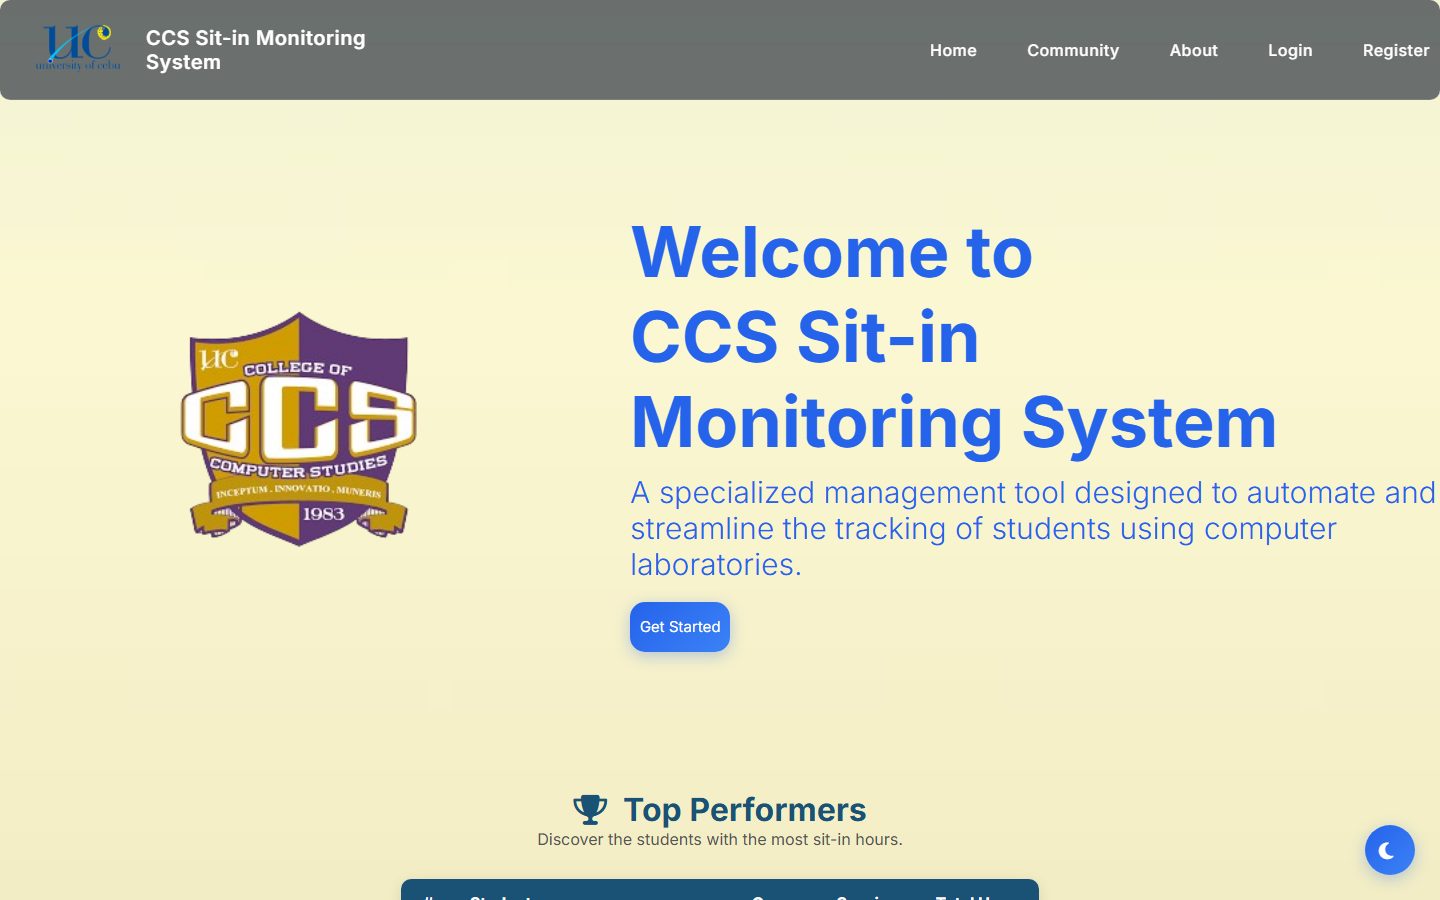 UC
university of cebu
CCS Sit-in Monitoring
System
Home
Community
About
Login
Register
Welcome to
CCS Sit-in
Monitoring System
A specialized management tool designed to automate and
streamline the tracking of students using computer
laboratories.
Get Started
UC
COLLEGE OF
CCS
COMPUTER STUDIES
INCEPTUM . INNOVATIO . MUNERIS
1983
Top Performers
Discover the students with the most sit-in hours.